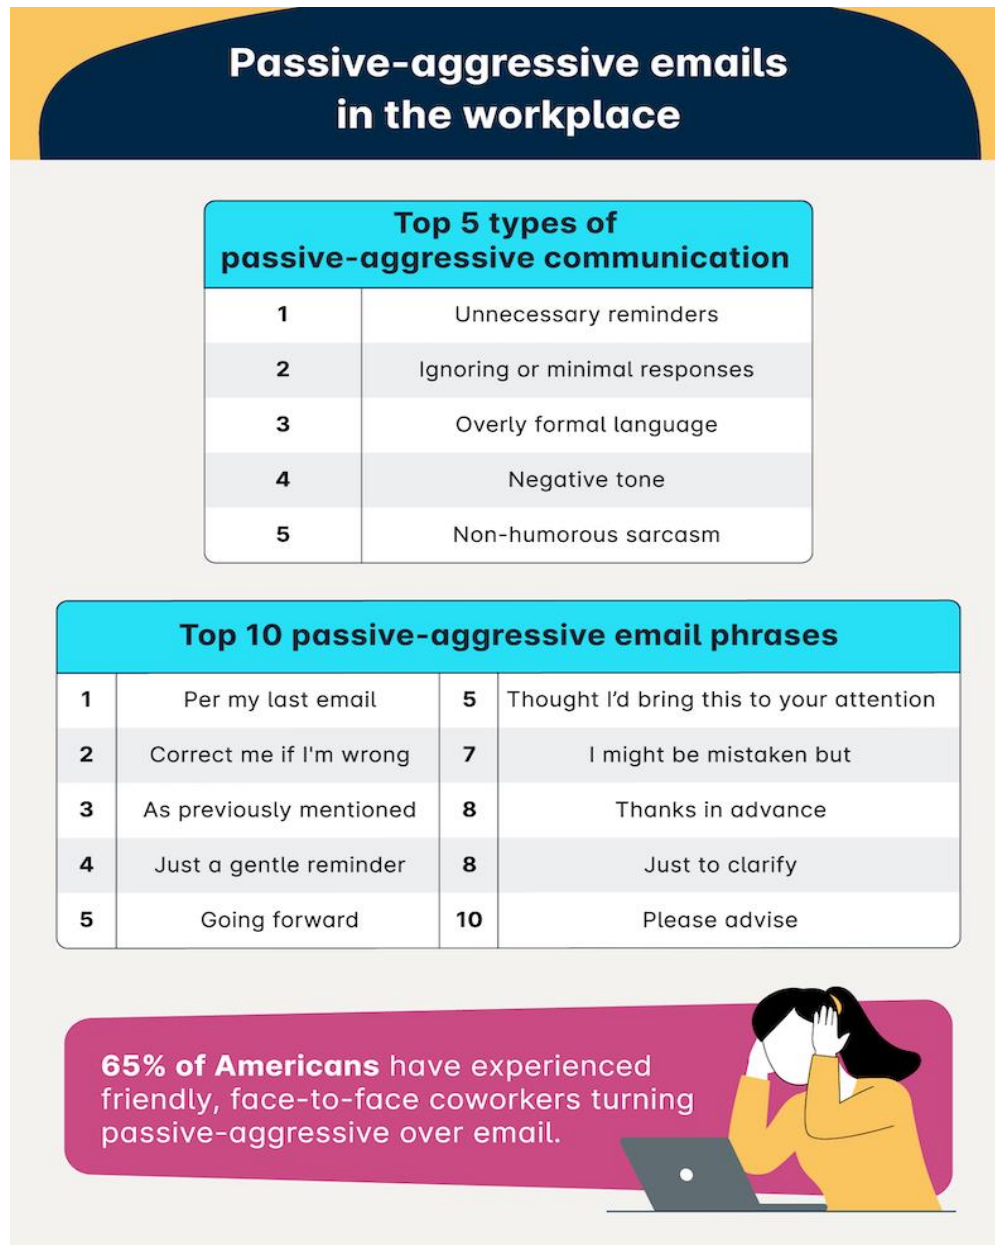 Passive-aggressive emails
in the workplace
Top 5 types of
passive-aggressive communication
1 Unnecessary reminders
2 Ignoring or minimal responses
3 Overly formal language
4 Negative tone
5 Non-humorous sarcasm
Top 10 passive-aggressive email phrases
1 Per my last email 5 Thought I’d bring this to your attention
2 Correct me if I'm wrong 7 I might be mistaken but
3 As previously mentioned 8 Thanks in advance
4 Just a gentle reminder 8 Just to clarify
5 Going forward 10 Please advise
65% of Americans have experienced
friendly, face-to-face coworkers turning
passive-aggressive over email.